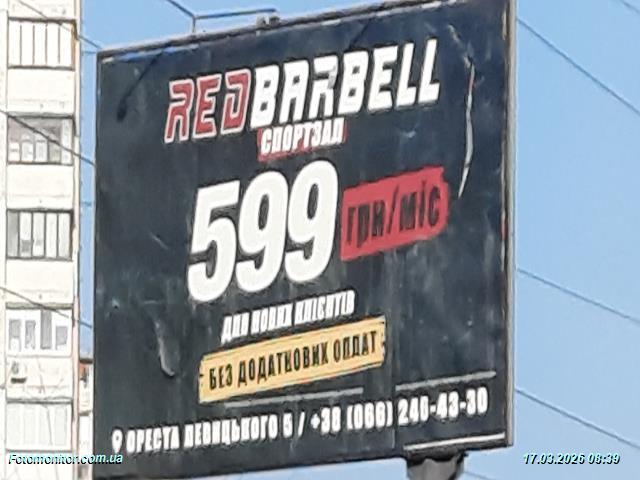 REDBARBELL
СПОРТЗАЛ
599 грн/міс
ДЛЯ НОВИХ КЛІЄНТІВ
БЕЗ ДОДАТКОВИХ ОПЛАТ
ОРЕСТА ЛЕВИЦЬКОГО 5 / +38 (066) 246-43-30
Fotomonitor.com.ua
17.03.2026 08:39